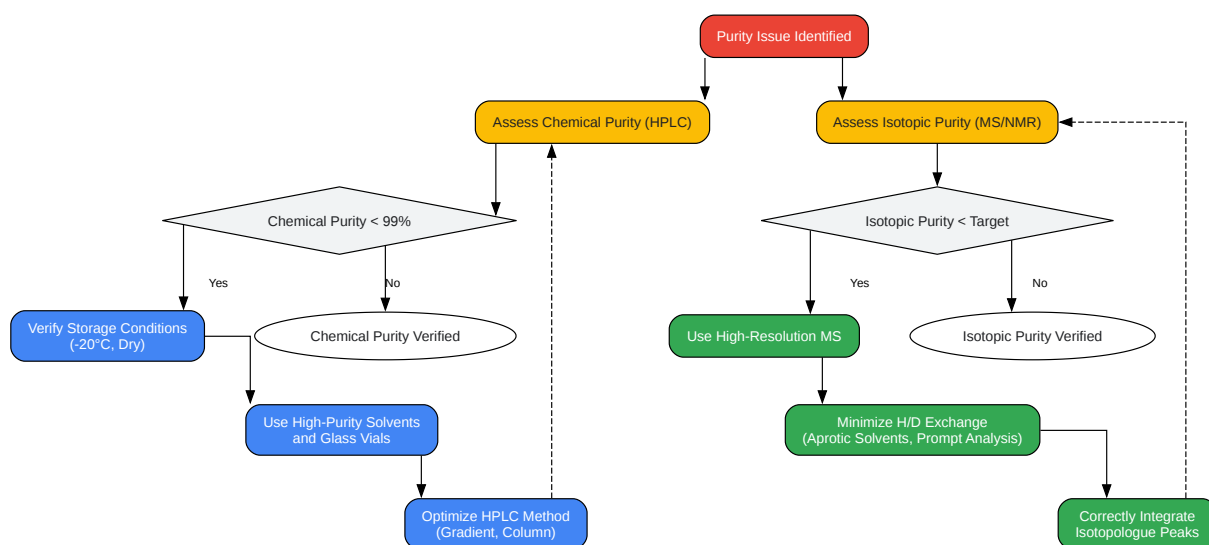 Purity Issue Identified
Assess Chemical Purity (HPLC)
Assess Isotopic Purity (MS/NMR)
Chemical Purity < 99%
Isotopic Purity < Target
Yes
No
Yes
No
Verify Storage Conditions
(-20°C, Dry)
Chemical Purity Verified
Use High-Resolution MS
Isotopic Purity Verified
Use High-Purity Solvents
and Glass Vials
Minimize H/D Exchange
(Aprotic Solvents, Prompt Analysis)
Optimize HPLC Method
(Gradient, Column)
Correctly Integrate
Isotopologue Peaks